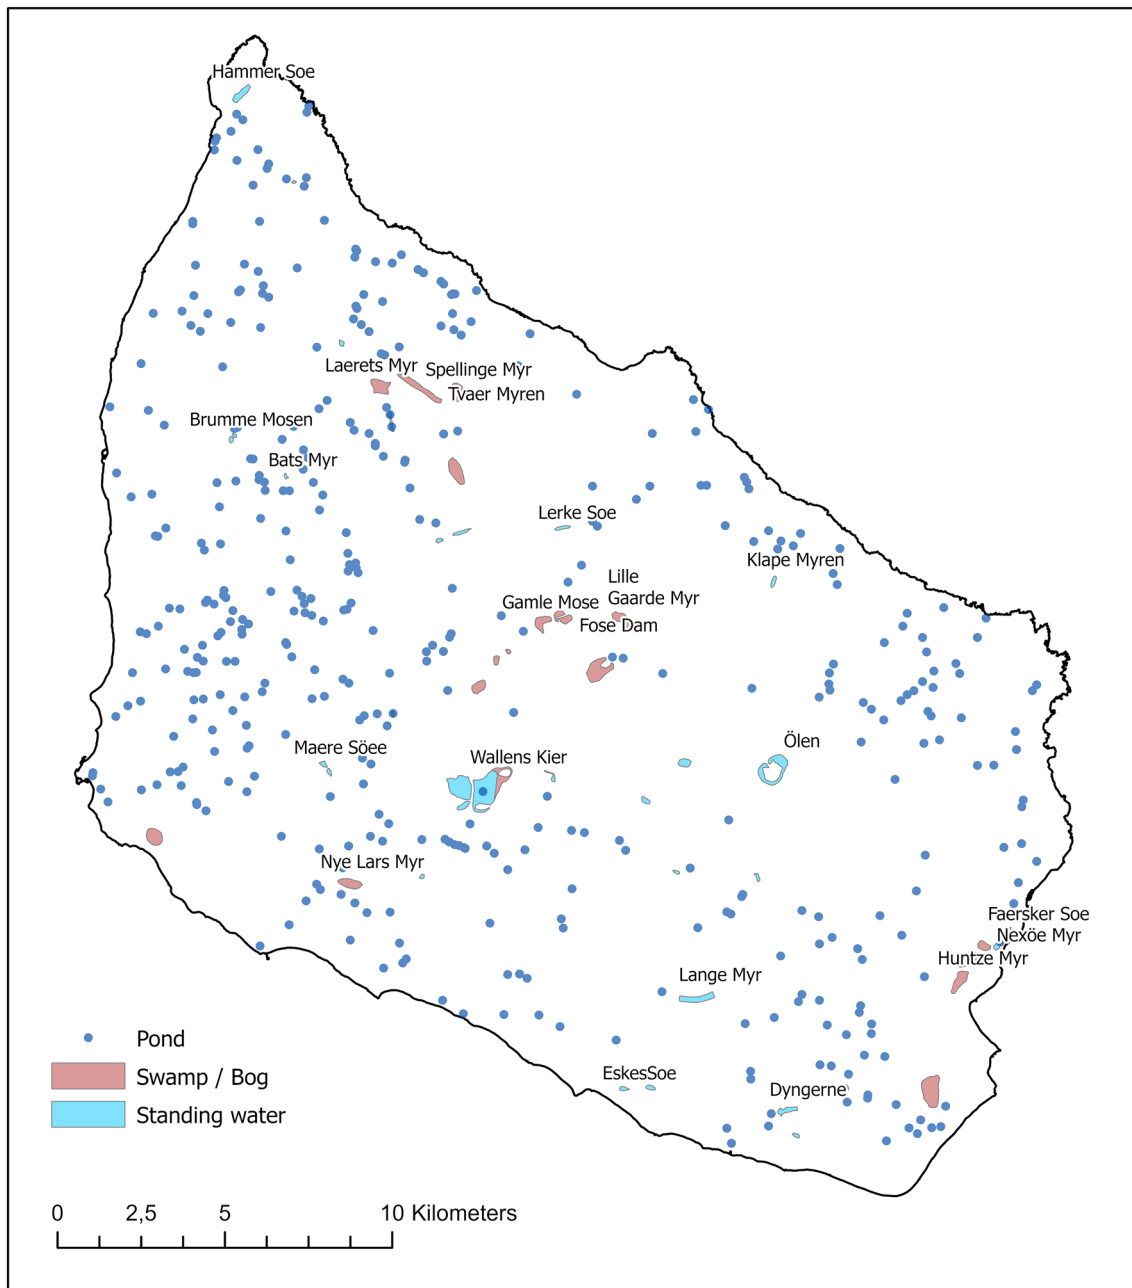 Hammer Soe
Laerets Myr
Spellinge Myr
Tvaer Myren
Brumme Mosen
Bats Myr
Lerke Soe
Klape Myren
Lille
Gaarde Myr
Gamle Mose
Fose Dam
Ölen
Maere Söee
Wallens Kier
Nye Lars Myr
Faersker Soe
Nexöe Myr
Huntze Myr
Lange Myr
EskesSoe
Dyngerne
Pond
Swamp / Bog
Standing water
0 2,5 5 10 Kilometers